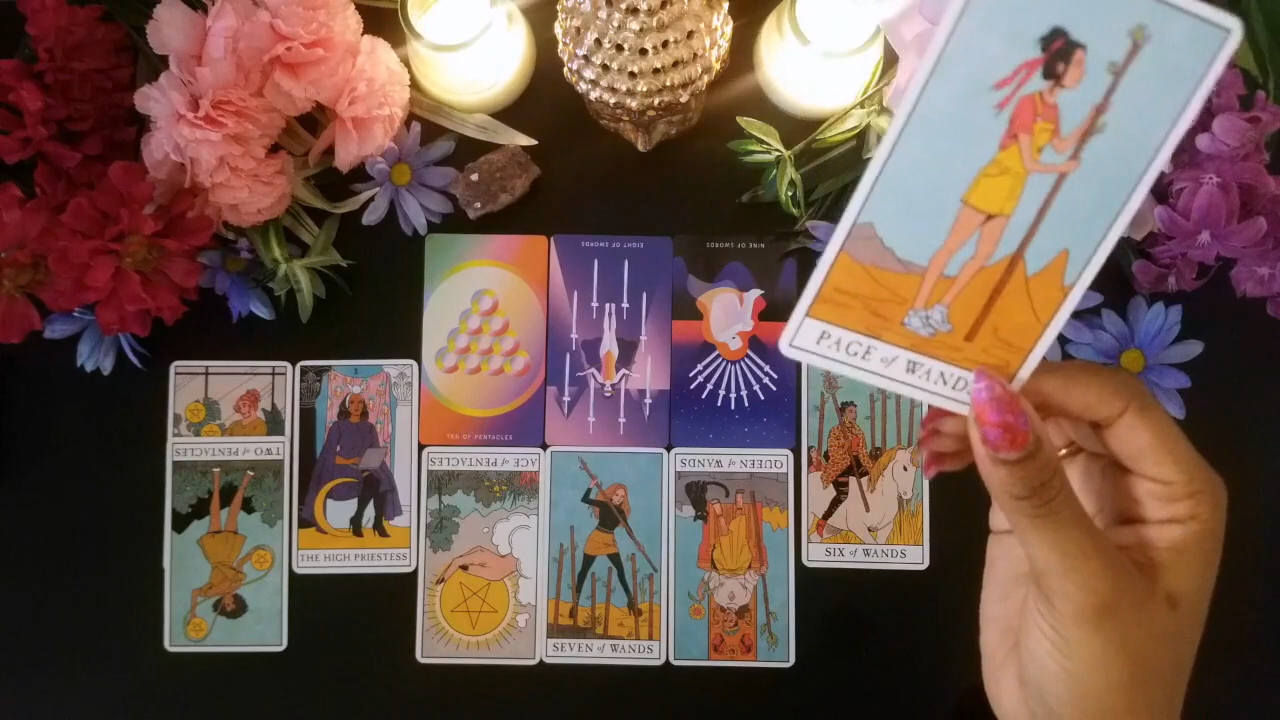 EIGHT OF SWORDS
NINE OF SWORDS
PAGE of WANDS
TEN OF PENTACLES
TWO of PENTACLES
THE HIGH PRIESTESS
ACE of PENTACLES
SEVEN of WANDS
QUEEN of WANDS
SIX of WANDS